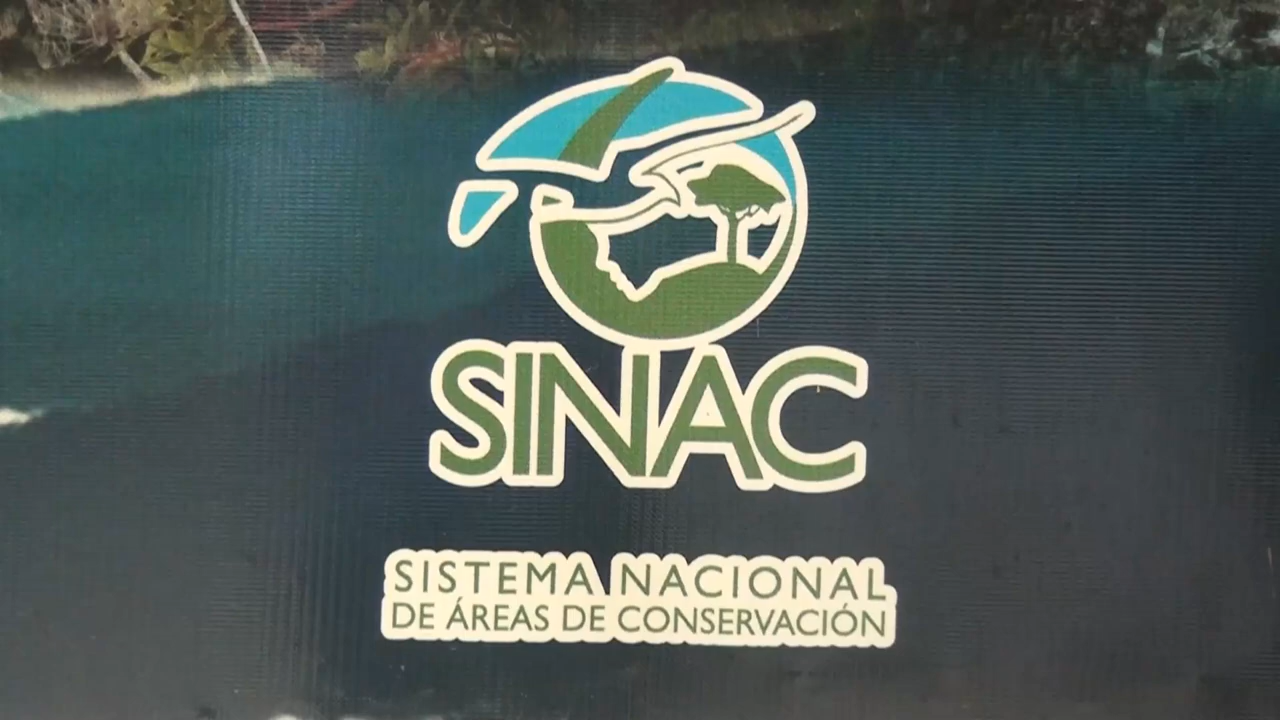 SINAC
SISTEMA NACIONAL
DE ÁREAS DE CONSERVACIÓN